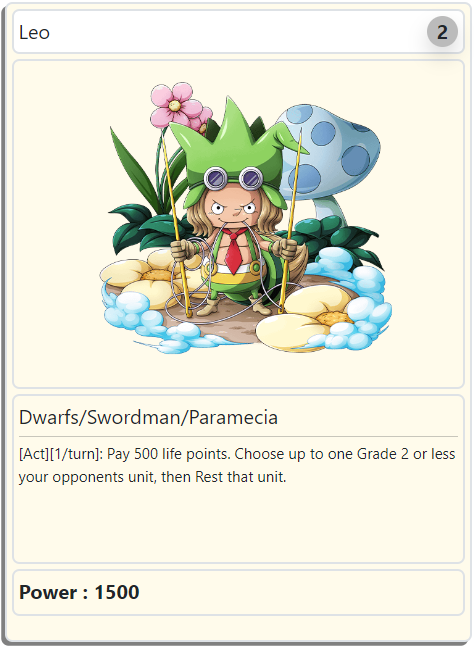 Leo
2
Dwarfs/Swordman/Paramecia
[Act][1/turn]: Pay 500 life points. Choose up to one Grade 2 or less
your opponents unit, then Rest that unit.
Power : 1500